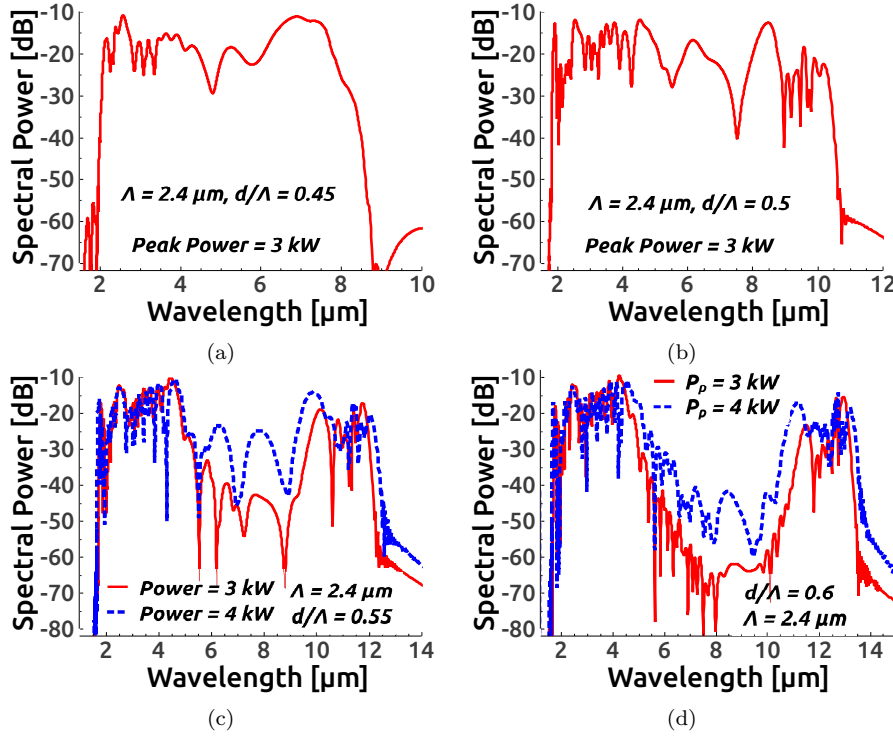 -10
-20
-30
-40
-50
-60
-70
Spectral Power [dB]
Λ = 2.4 μm, d/Λ = 0.45
Peak Power = 3 kW
2 4 6 8 10
Wavelength [μm]
(a)
-10
-20
-30
-40
-50
-60
-70
Spectral Power [dB]
Λ = 2.4 μm, d/Λ = 0.5
Peak Power = 3 kW
2 4 6 8 10 12
Wavelength [μm]
(b)
-10
-20
-30
-40
-50
-60
-70
-80
Spectral Power [dB]
Power = 3 kW
Power = 4 kW
Λ = 2.4 μm
d/Λ = 0.55
2 4 6 8 10 12 14
Wavelength [μm]
(c)
-10
-20
-30
-40
-50
-60
-70
-80
Spectral Power [dB]
Pp = 3 kW
Pp = 4 kW
d/Λ = 0.6
Λ = 2.4 μm
2 4 6 8 10 12 14
Wavelength [μm]
(d)